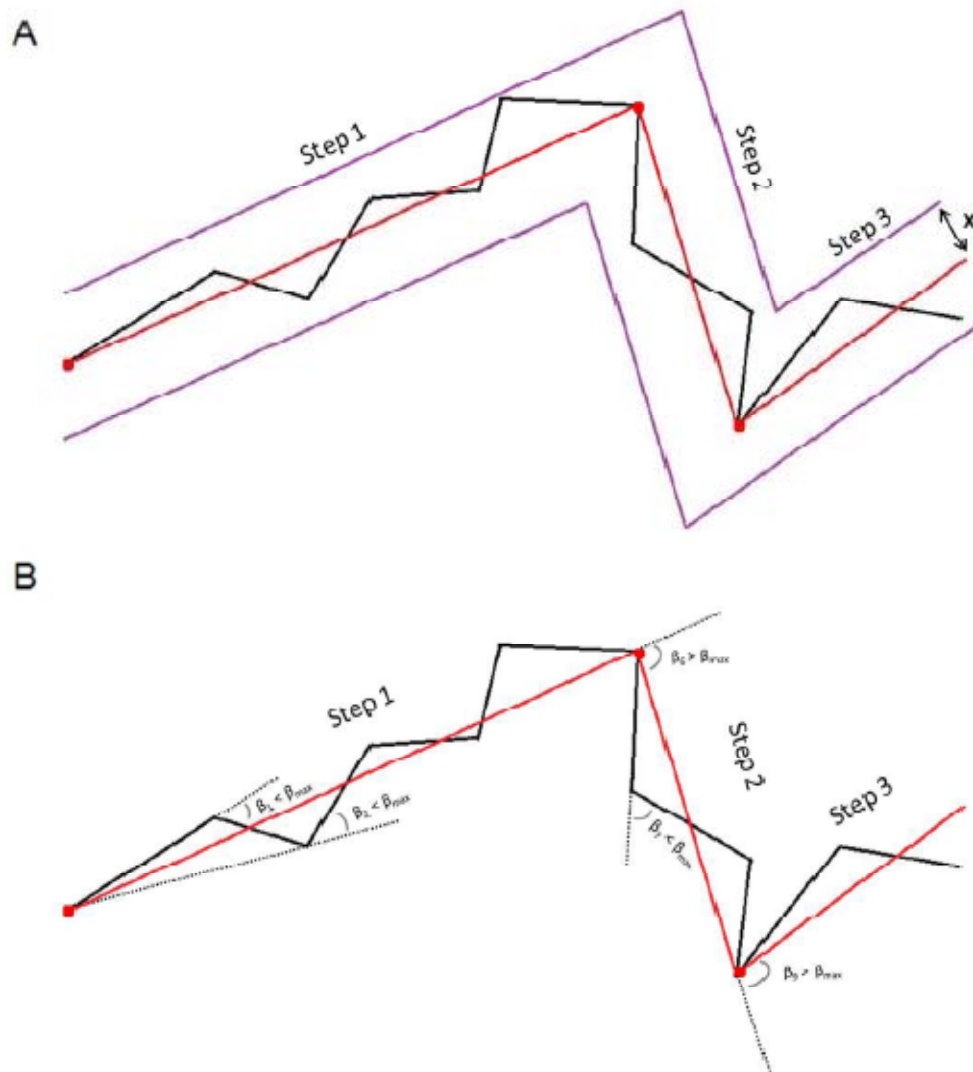 A
Step 1
Step 2
Step 3
x
B
β₆ > βmax
Step 1
Step 2
β₁ < βmax
β₂ < βmax
Step 3
β₇ < βmax
β₉ > βmax